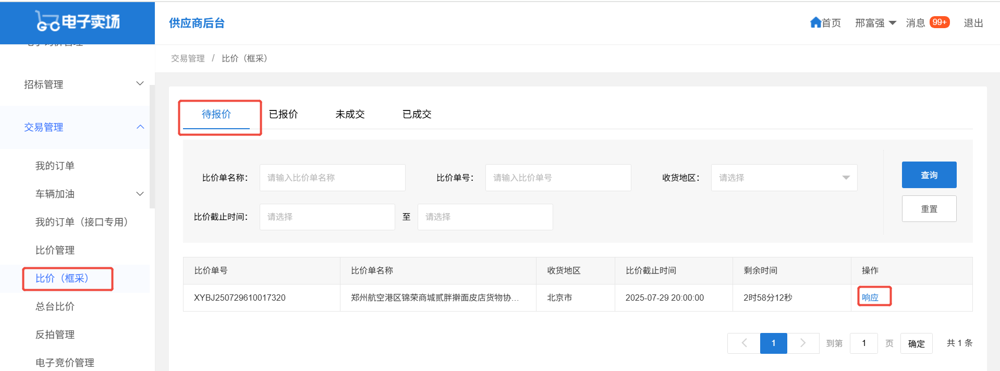 GC 电子卖场
供应商后台
首页
邢富强
消息 99+
退出
交易管理 / 比价（框采）
招标管理
交易管理
我的订单
车辆加油
我的订单（接口专用）
比价管理
比价（框采）
总台比价
反拍管理
电子竞价管理
待报价
已报价
未成交
已成交
比价单名称： 请输入比价单名称
比价单号： 请输入比价单号
收货地区： 请选择
查询
比价截止时间： 请选择 至 请选择
重置
比价单号 比价单名称 收货地区 比价截止时间 剩余时间 操作
XYBJ250729610017320 郑州航空港区锦荣商城贰胖擀面皮店货物协... 北京市 2025-07-29 20:00:00 2时58分12秒 响应
1 到第 1 页 确定 共 1 条